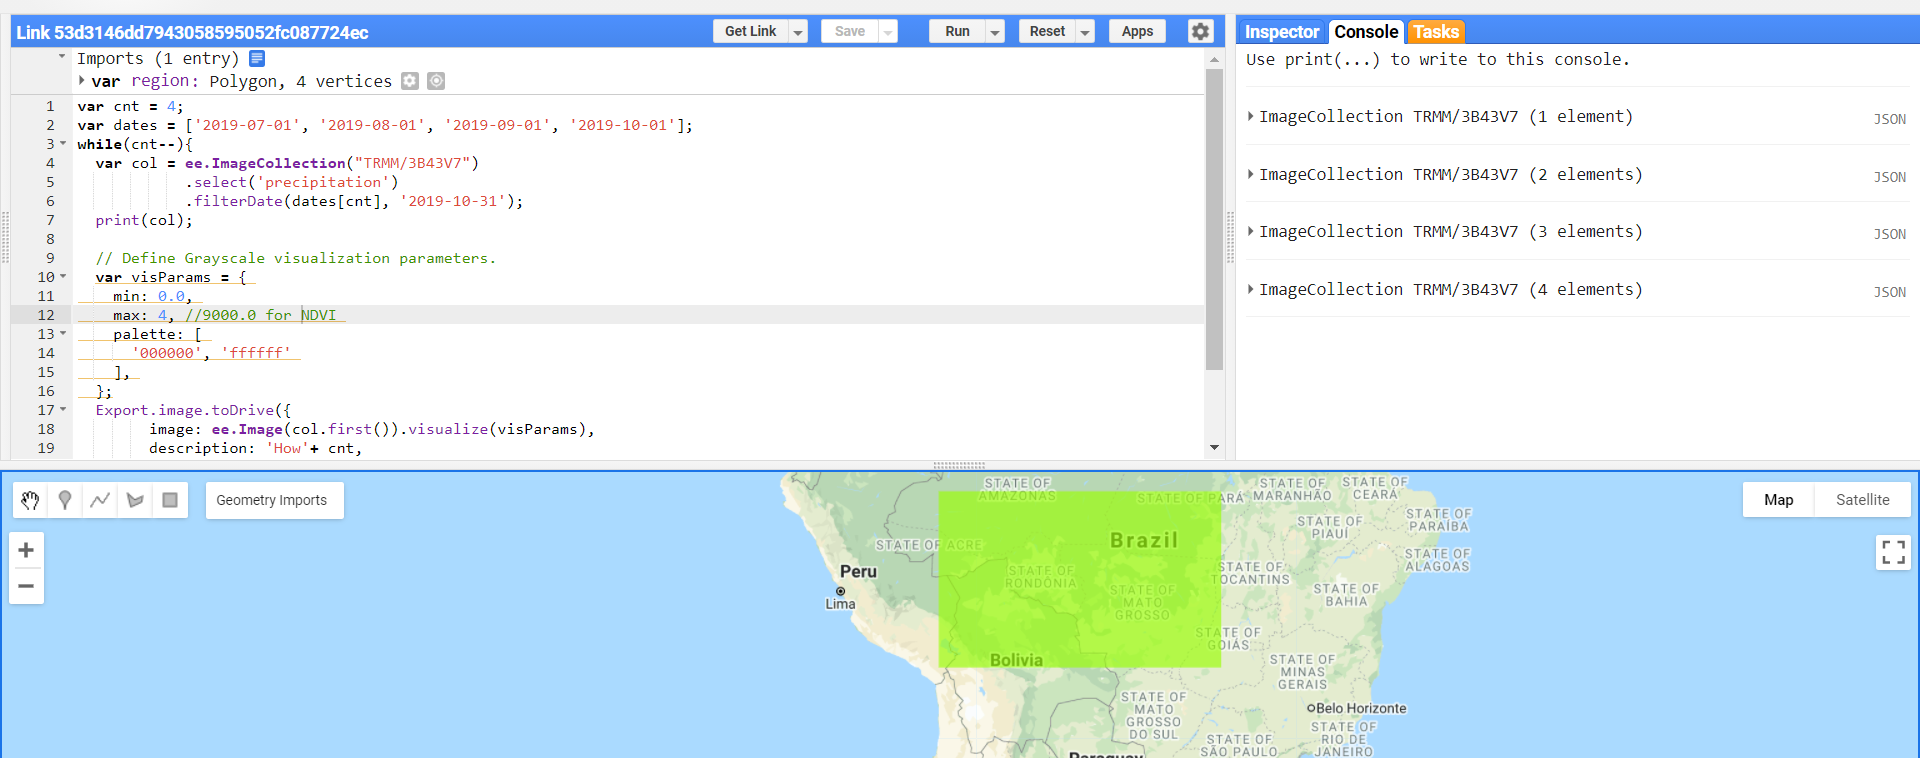 Link 53d3146dd7943058595052fc087724ec
Get Link
Save
Run
Reset
Apps
Imports (1 entry)
var region: Polygon, 4 vertices
1 var cnt = 4;
2 var dates = ['2019-07-01', '2019-08-01', '2019-09-01', '2019-10-01'];
3 while(cnt--){
4 var col = ee.ImageCollection("TRMM/3B43V7")
5 .select('precipitation')
6 .filterDate(dates[cnt], '2019-10-31');
7 print(col);
8
9 // Define Grayscale visualization parameters.
10 var visParams = {
11 min: 0.0,
12 max: 4, //9000.0 for NDVI
13 palette: [
14 '000000', 'ffffff'
15 ],
16 };
17 Export.image.toDrive({
18 image: ee.Image(col.first()).visualize(visParams),
19 description: 'How'+ cnt,
Inspector
Console
Tasks
Use print(...) to write to this console.
ImageCollection TRMM/3B43V7 (1 element)
JSON
ImageCollection TRMM/3B43V7 (2 elements)
JSON
ImageCollection TRMM/3B43V7 (3 elements)
JSON
ImageCollection TRMM/3B43V7 (4 elements)
JSON
Geometry Imports
Map
Satellite
+
−
STATE OF
AMAZONAS
STATE OF PARÁ
STATE OF
MARANHÃO
STATE OF
CEARÁ
STATE OF
PARAÍBA
STATE OF
PIAUÍ
STATE OF ACRE
Brazil
STATE OF
ALAGOAS
Peru
Lima
STATE OF
RONDÔNIA
STATE OF
TOCANTINS
STATE OF
MATO
GROSSO
STATE OF
BAHIA
STATE OF
GOIÁS
Bolivia
STATE OF
MINAS
GERAIS
STATE OF
MATO
GROSSO
DO SUL
Belo Horizonte
STATE OF
RIO DE
JANEIRO
STATE OF
SÃO PAULO
Paraguay